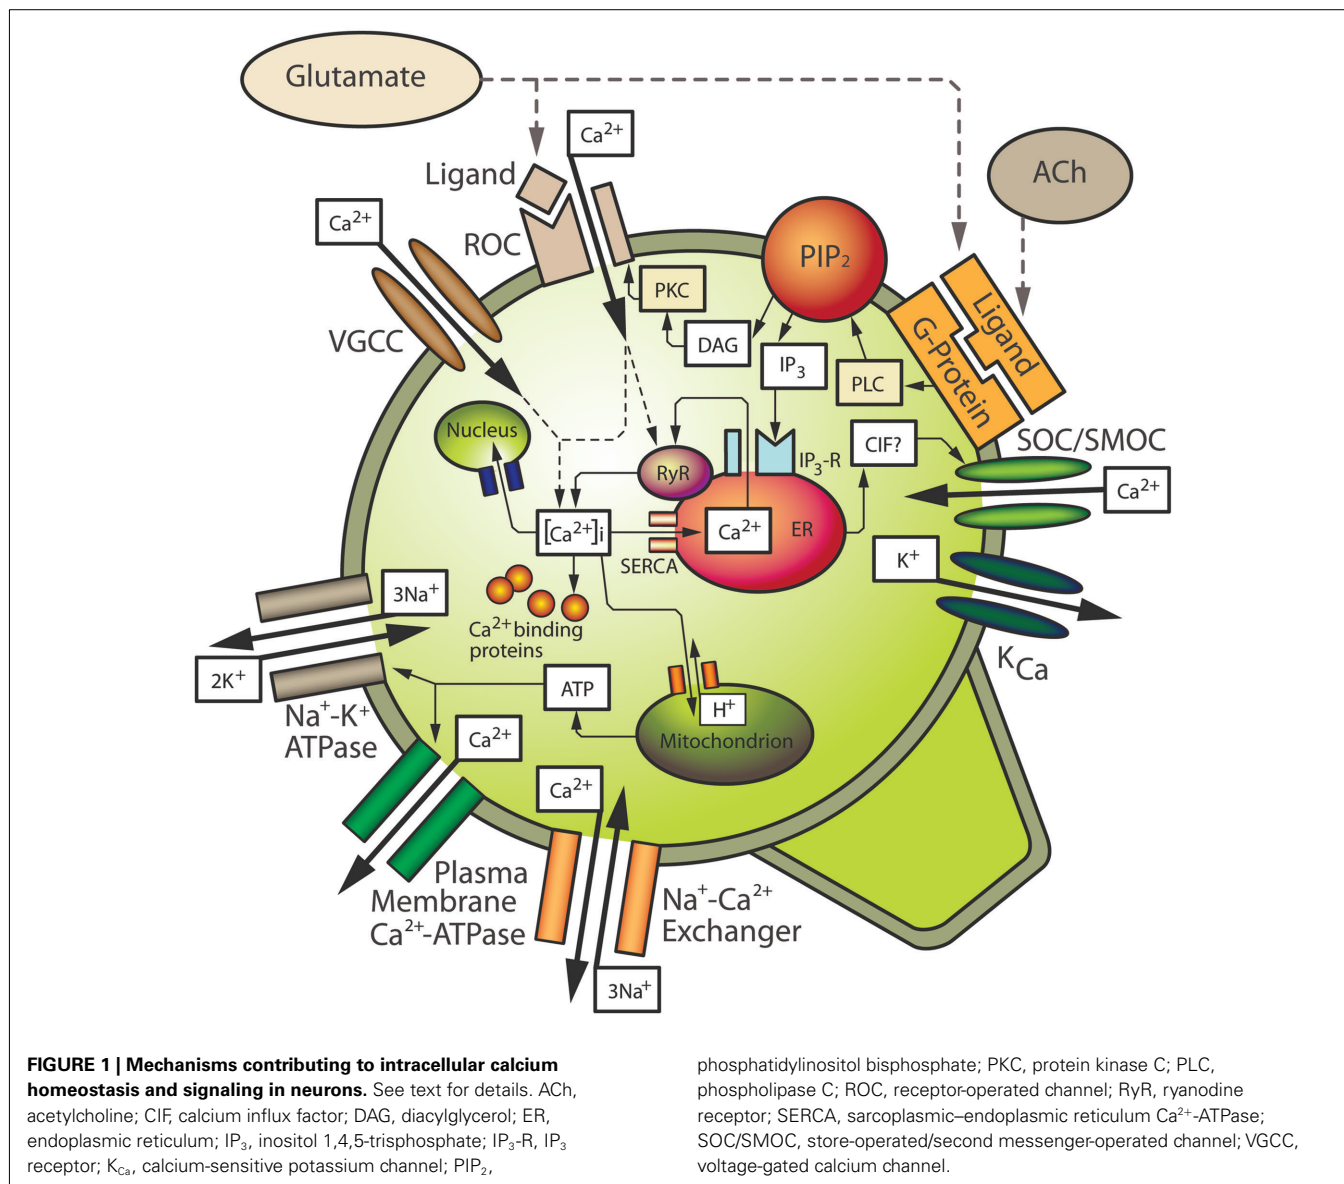 Glutamate
Ca²⁺
ACh
Ligand
Ca²⁺
ROC
PIP₂
PKC
Ligand
G-Protein
VGCC
DAG
IP₃
PLC
Nucleus
CIF?
SOC/SMOC
IP₃-R
RyR
Ca²⁺
[Ca²⁺]i
Ca²⁺
ER
SERCA
K⁺
3Na⁺
Ca²⁺ binding
proteins
K_Ca
2K⁺
ATP
H⁺
Na⁺-K⁺
ATPase
Ca²⁺
Mitochondrion
Ca²⁺
Plasma
Membrane
Ca²⁺-ATPase
Na⁺-Ca²⁺
Exchanger
3Na⁺
FIGURE 1 | Mechanisms contributing to intracellular calcium
homeostasis and signaling in neurons. See text for details. ACh,
acetylcholine; CIF, calcium influx factor; DAG, diacylglycerol; ER,
endoplasmic reticulum; IP₃, inositol 1,4,5-trisphosphate; IP₃-R, IP₃
receptor; K_Ca, calcium-sensitive potassium channel; PIP₂,
phosphatidylinositol bisphosphate; PKC, protein kinase C; PLC,
phospholipase C; ROC, receptor-operated channel; RyR, ryanodine
receptor; SERCA, sarcoplasmic–endoplasmic reticulum Ca²⁺-ATPase;
SOC/SMOC, store-operated/second messenger-operated channel; VGCC,
voltage-gated calcium channel.